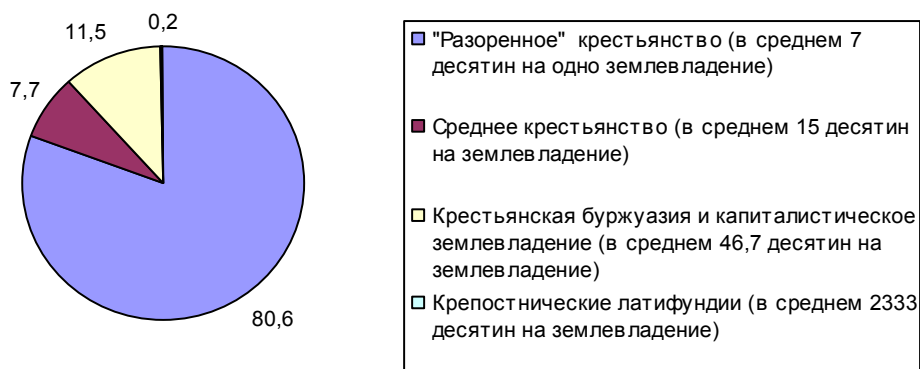 0,2
11,5
7,7
80,6
"Разоренное" крестьянство (в среднем 7
десятин на одно землевладение)
Среднее крестьянство (в среднем 15 десятин
на землевладение)
Крестьянская буржуазия и капиталистическое
землевладение (в среднем 46,7 десятин на
землевладение)
Крепостнические латифундии (в среднем 2333
десятин на землевладение)